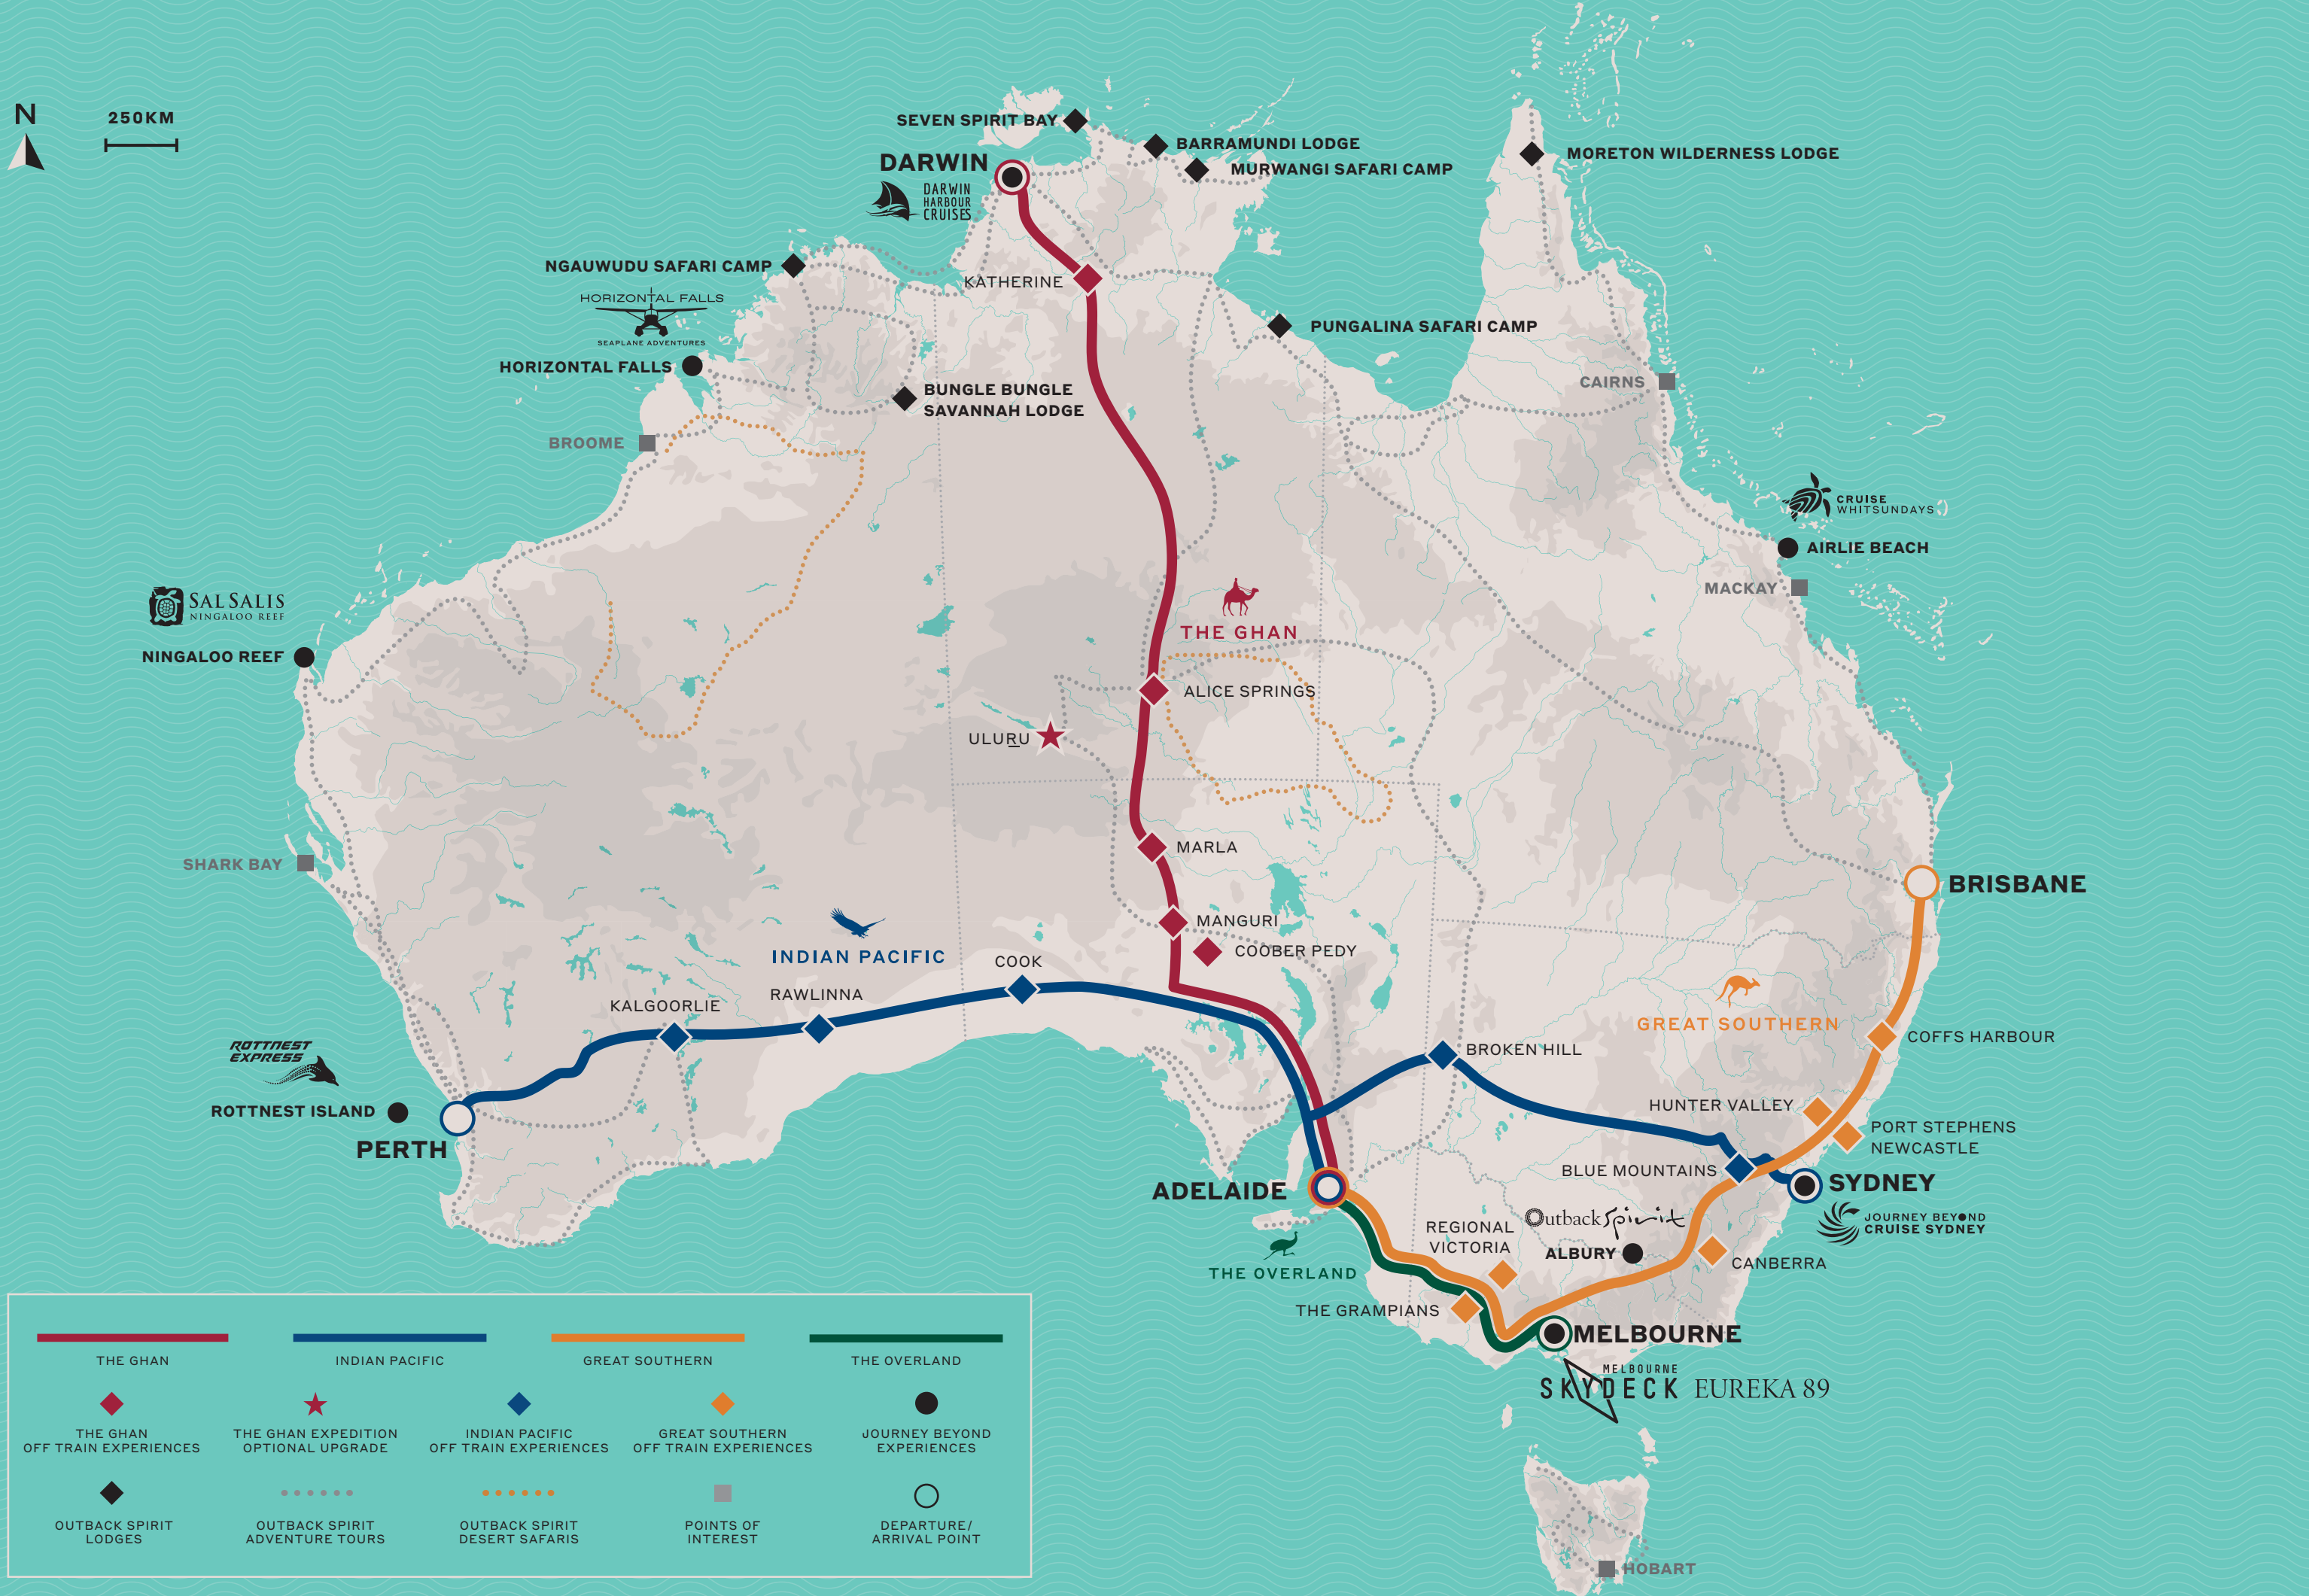 N
250KM
SEVEN SPIRIT BAY
BARRAMUNDI LODGE
MURWANGI SAFARI CAMP
MORETON WILDERNESS LODGE
DARWIN
DARWIN
HARBOUR
CRUISES
NGAUWUDU SAFARI CAMP
KATHERINE
HORIZONTAL FALLS
SEAPLANE ADVENTURES
PUNGALINA SAFARI CAMP
HORIZONTAL FALLS
BUNGLE BUNGLE
SAVANNAH LODGE
CAIRNS
BROOME
CRUISE
WHITSUNDAYS
AIRLIE BEACH
MACKAY
SAL SALIS
NINGALOO REEF
NINGALOO REEF
THE GHAN
ALICE SPRINGS
ULURU
MARLA
SHARK BAY
BRISBANE
MANGURI
COOBER PEDY
INDIAN PACIFIC
COOK
RAWLINNA
KALGOORLIE
GREAT SOUTHERN
COFFS HARBOUR
BROKEN HILL
ROTTNEST
EXPRESS
ROTTNEST ISLAND
PERTH
HUNTER VALLEY
PORT STEPHENS
NEWCASTLE
BLUE MOUNTAINS
SYDNEY
JOURNEY BEYOND
CRUISE SYDNEY
ADELAIDE
REGIONAL
VICTORIA
Outback Spirit
ALBURY
CANBERRA
THE OVERLAND
THE GRAMPIANS
MELBOURNE
MELBOURNE
SKYDECK
EUREKA 89
HOBART
THE GHAN
INDIAN PACIFIC
GREAT SOUTHERN
THE OVERLAND
THE GHAN
OFF TRAIN EXPERIENCES
THE GHAN EXPEDITION
OPTIONAL UPGRADE
INDIAN PACIFIC
OFF TRAIN EXPERIENCES
GREAT SOUTHERN
OFF TRAIN EXPERIENCES
JOURNEY BEYOND
EXPERIENCES
OUTBACK SPIRIT
LODGES
OUTBACK SPIRIT
ADVENTURE TOURS
OUTBACK SPIRIT
DESERT SAFARIS
POINTS OF
INTEREST
DEPARTURE/
ARRIVAL POINT